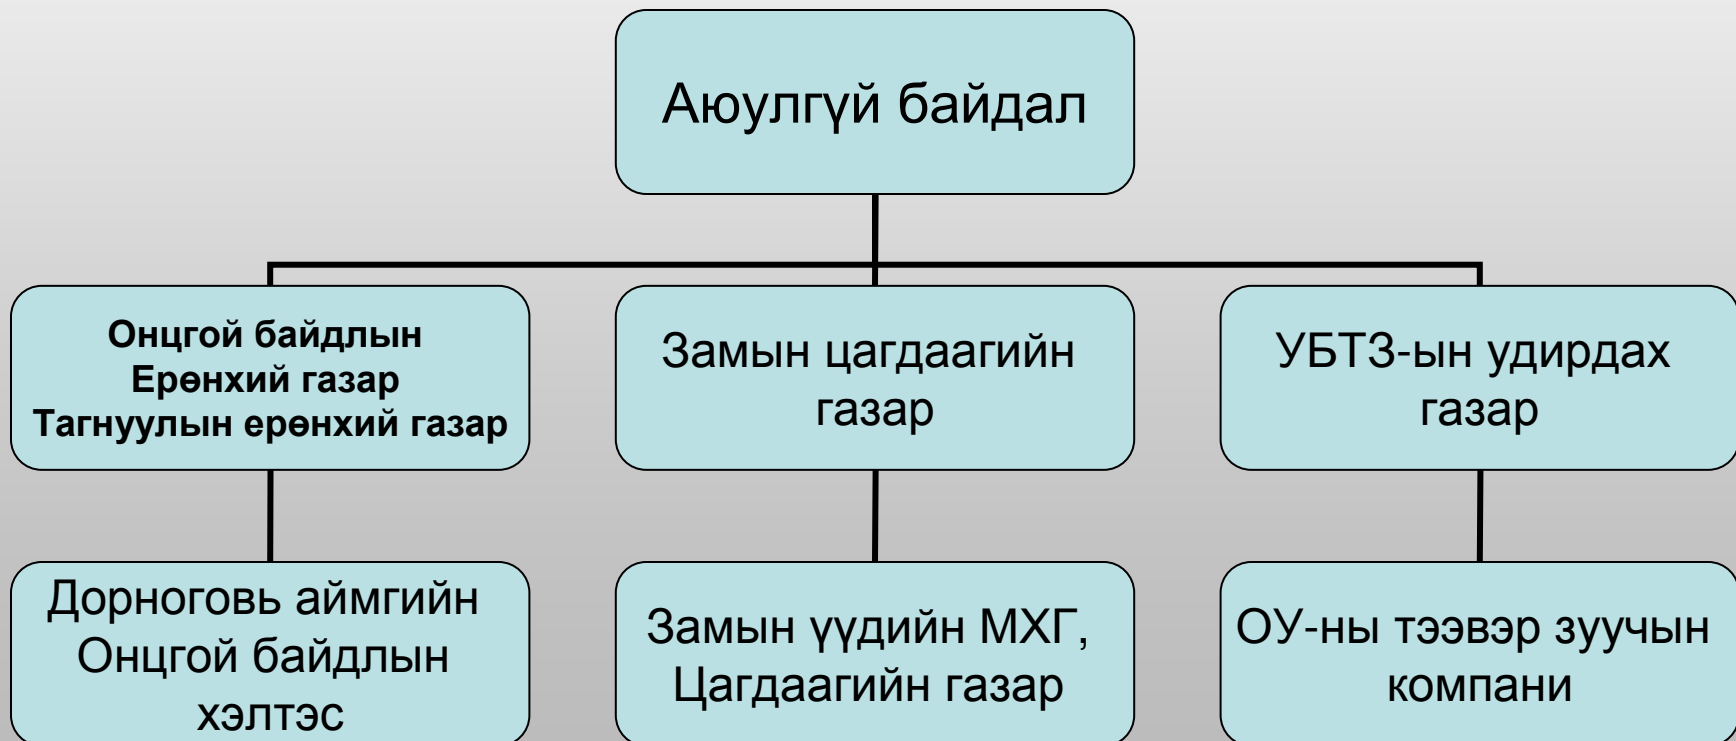 Аюулгүй байдал
Онцгой байдлын
Ерөнхий газар
Тагнуулын ерөнхий газар
Замын цагдаагийн
газар
УБТЗ-ын удирдах
газар
Дорноговь аймгийн
Онцгой байдлын
хэлтэс
Замын үүдийн МХГ,
Цагдаагийн газар
ОУ-ны тээвэр зуучын
компани